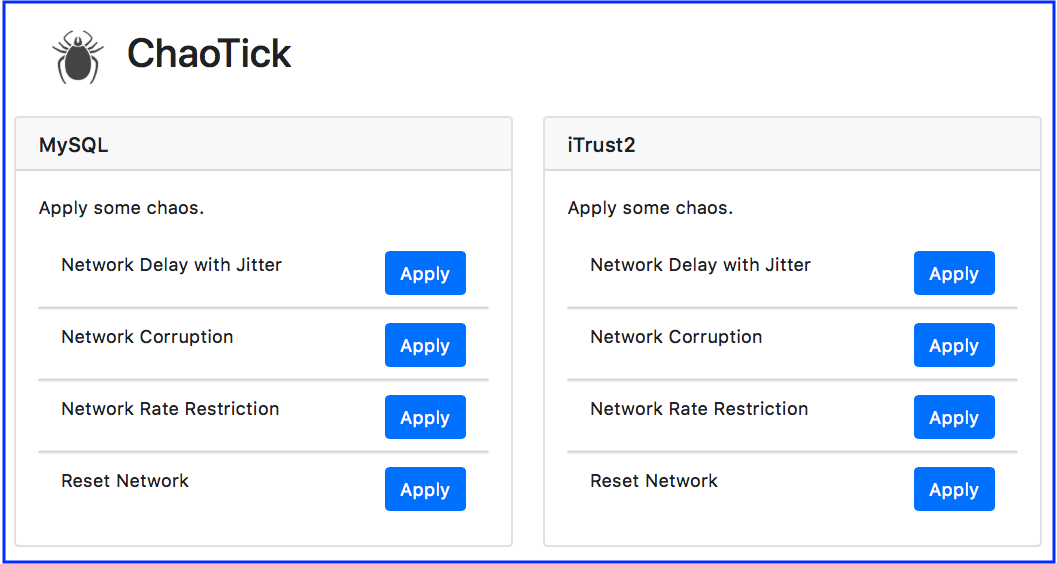 ChaoTick
MySQL
Apply some chaos.
Network Delay with Jitter Apply
Network Corruption Apply
Network Rate Restriction Apply
Reset Network Apply
iTrust2
Apply some chaos.
Network Delay with Jitter Apply
Network Corruption Apply
Network Rate Restriction Apply
Reset Network Apply